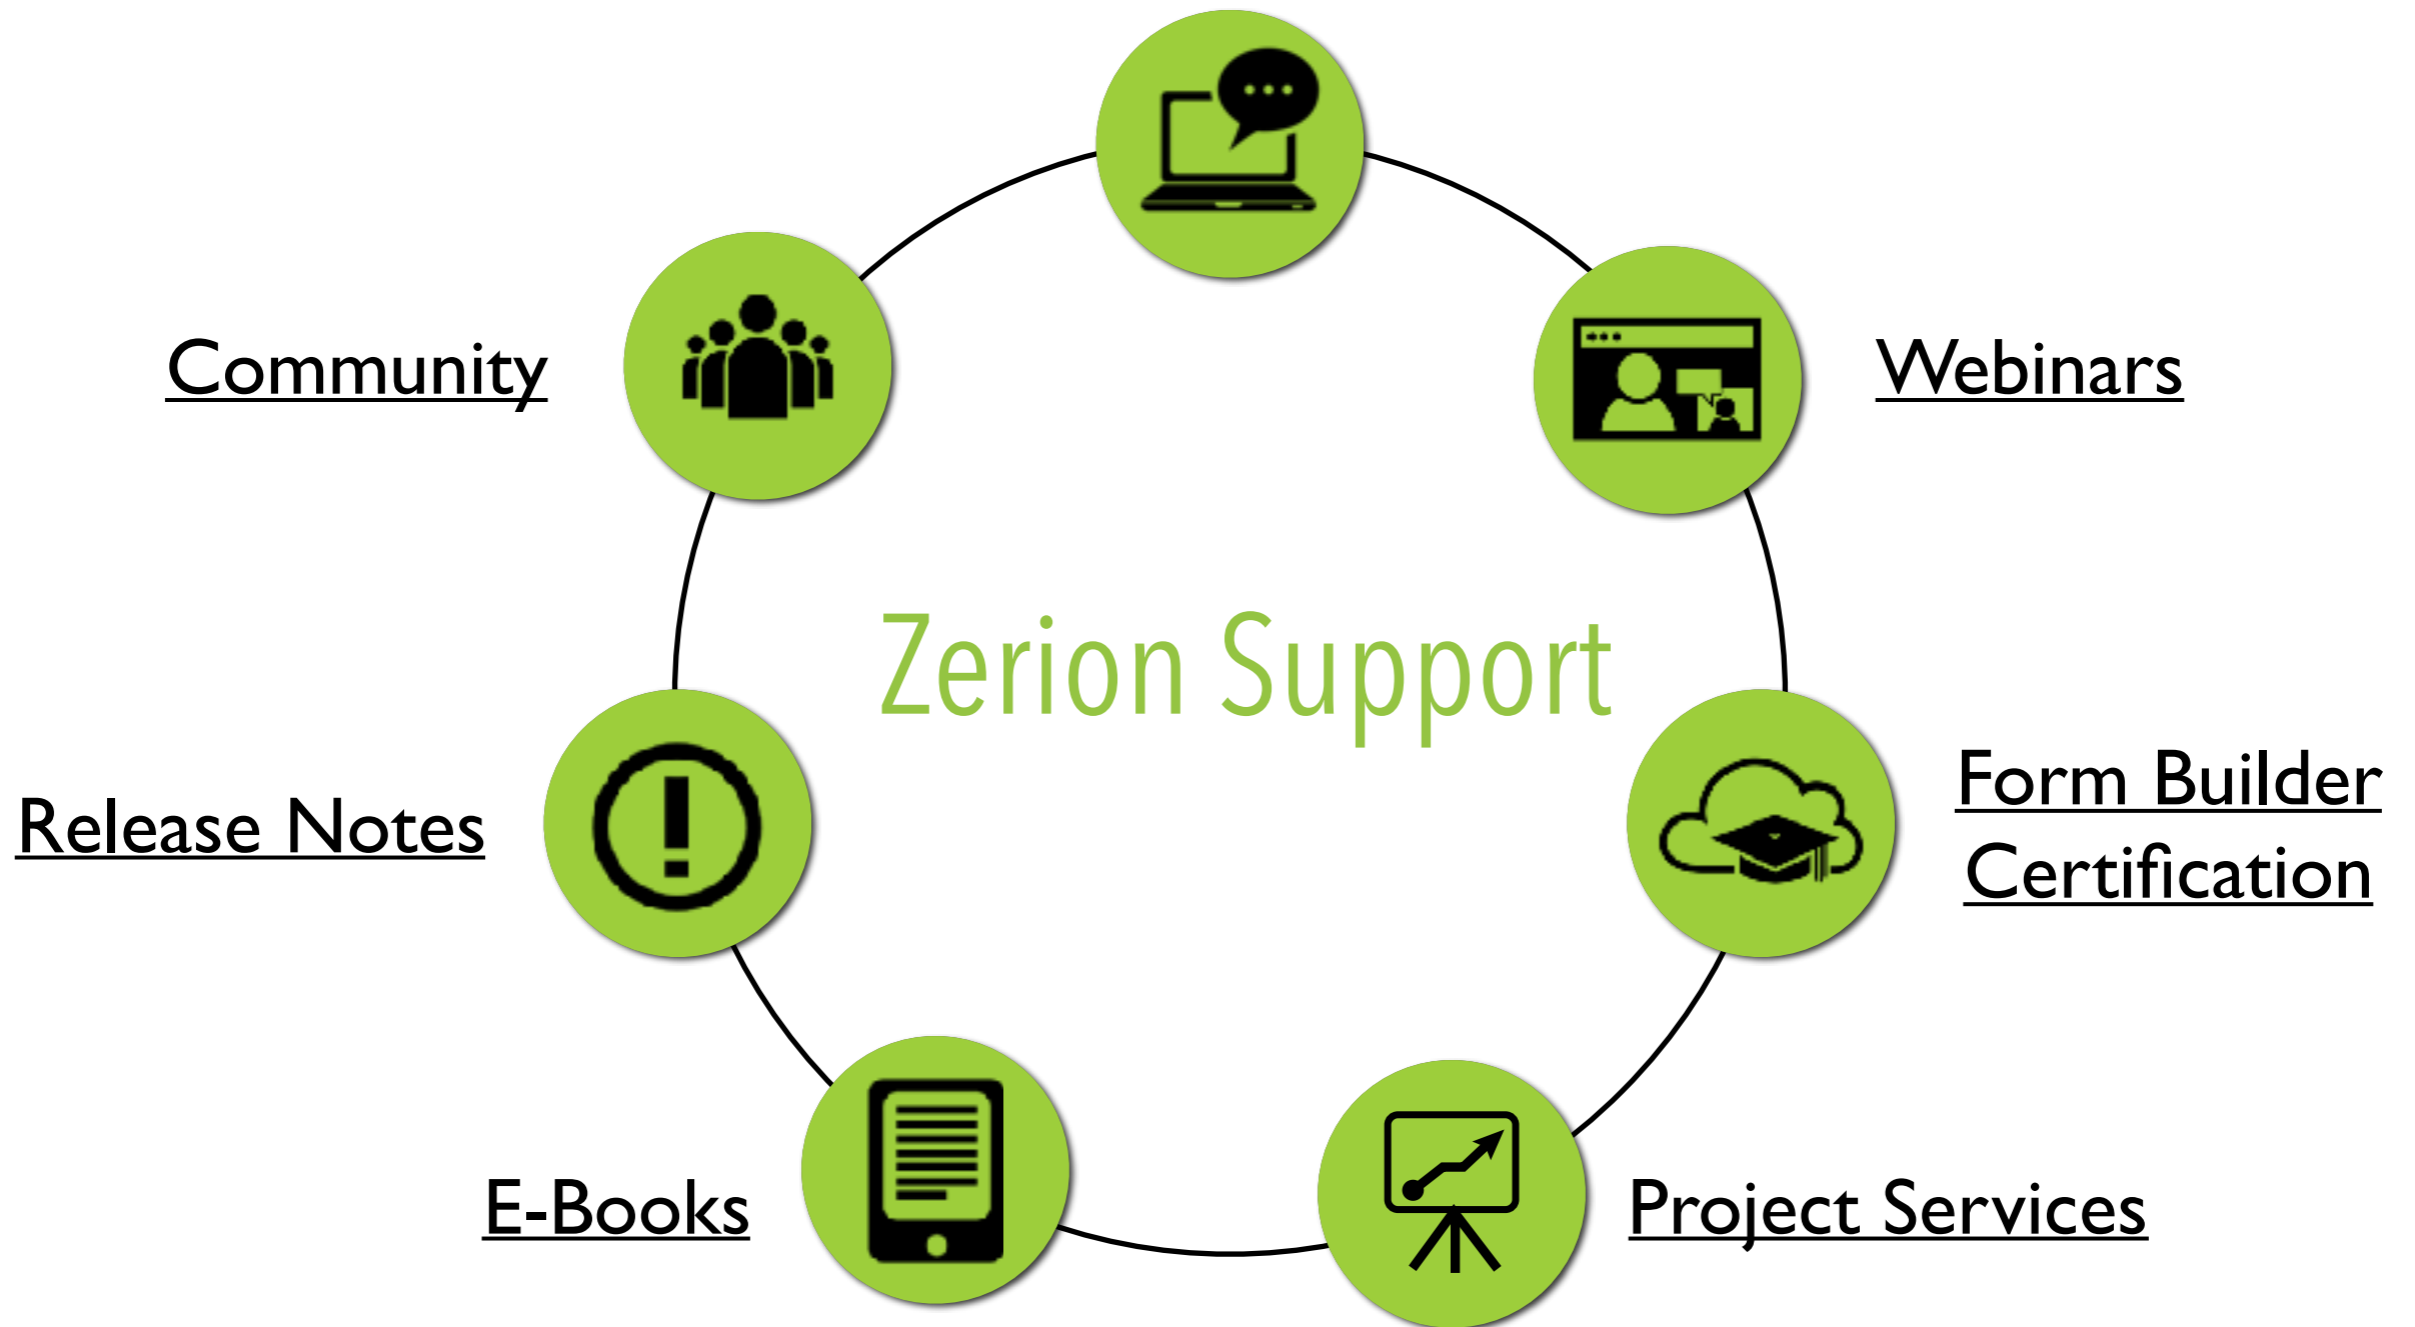 Community
Webinars
Zerion Support
Release Notes
Form Builder
Certification
E-Books
Project Services